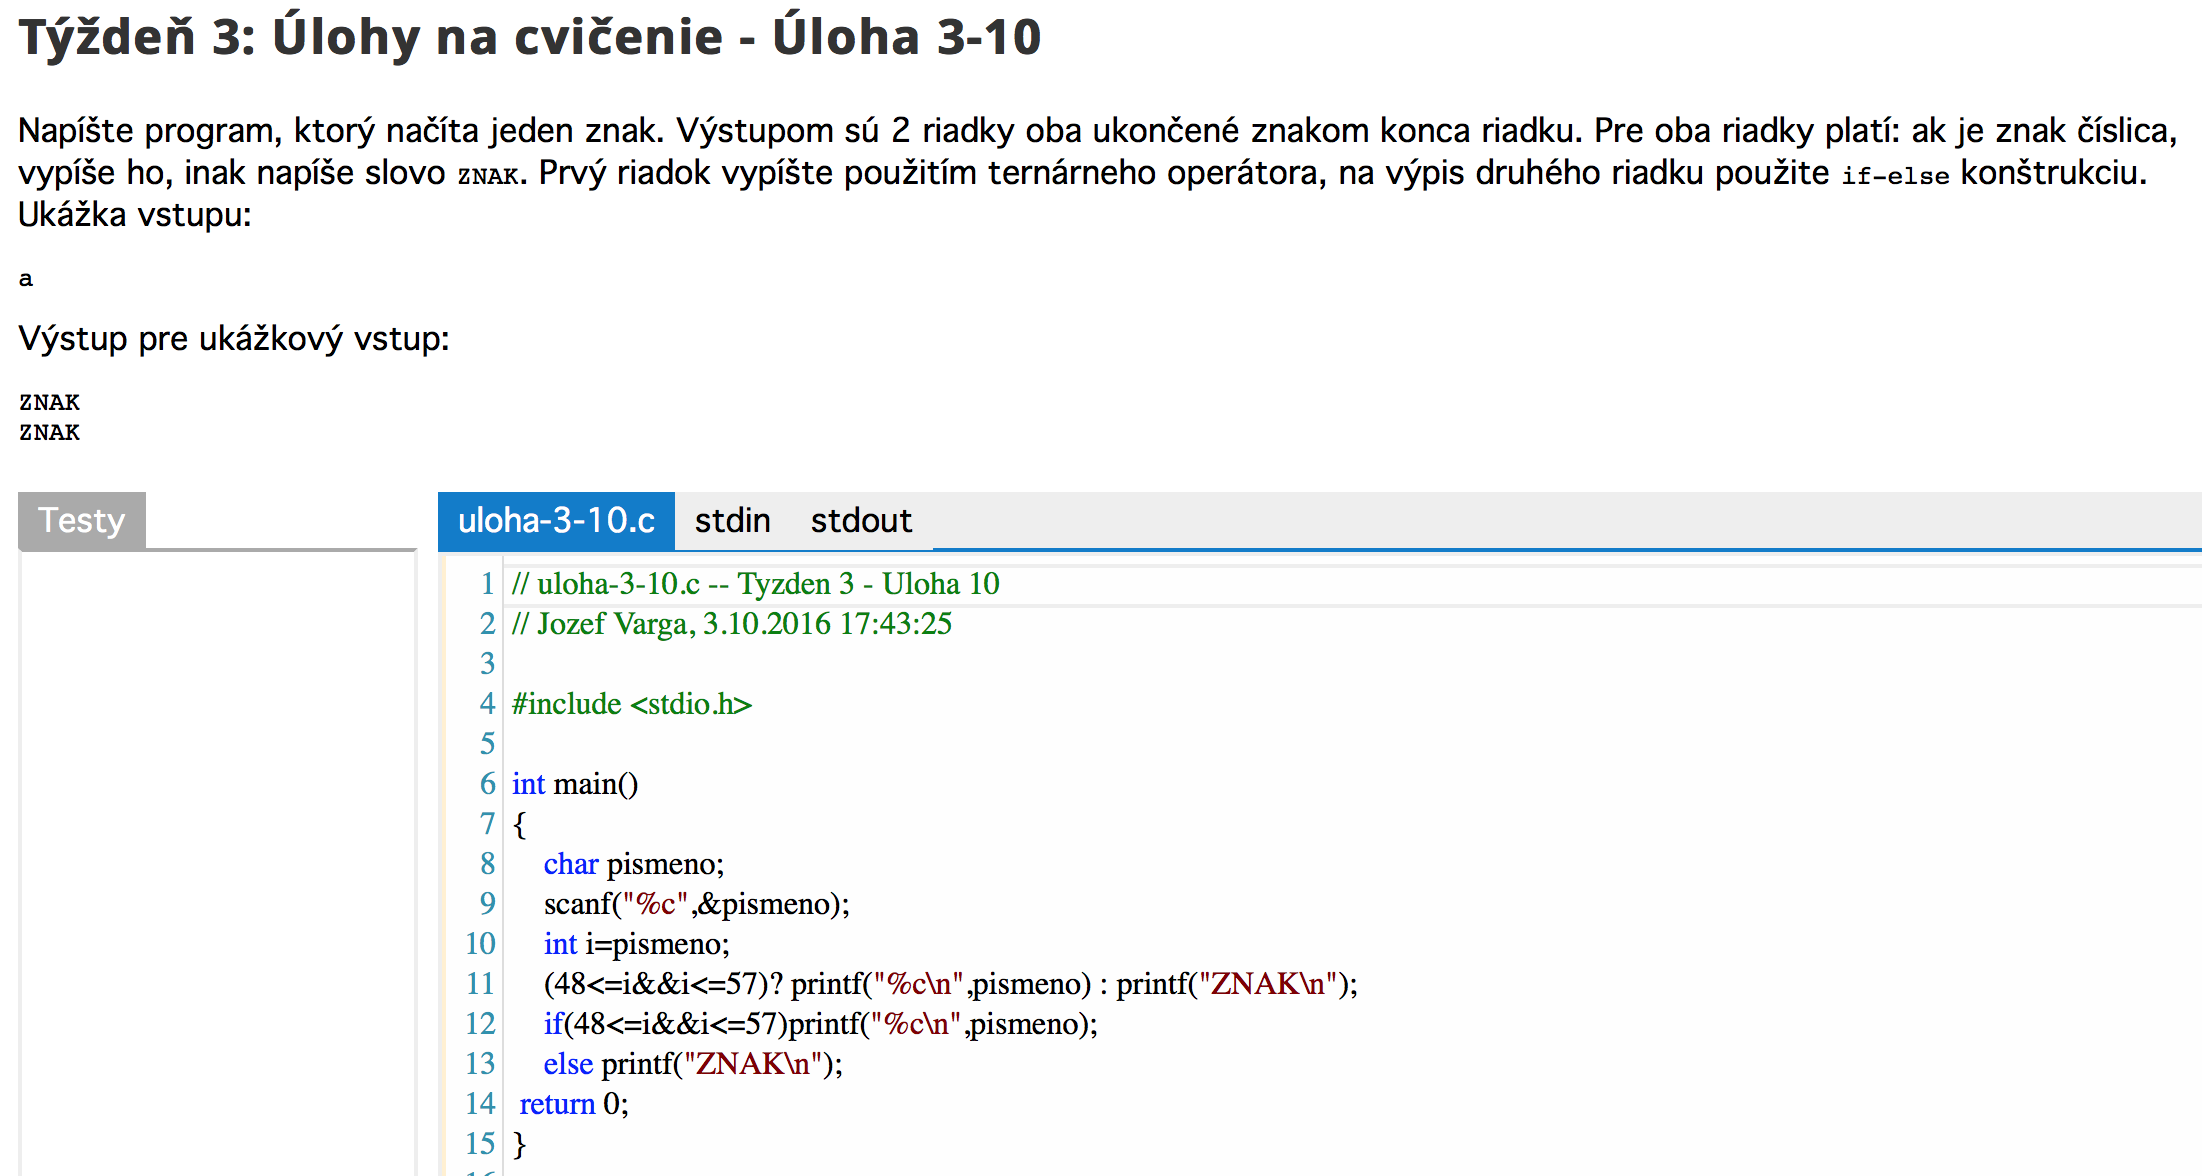 Týždeň 3: Úlohy na cvičenie - Úloha 3-10
Napíšte program, ktorý načíta jeden znak. Výstupom sú 2 riadky oba ukončené znakom konca riadku. Pre oba riadky platí: ak je znak číslica,
vypíše ho, inak napíše slovo ZNAK. Prvý riadok vypíšte použitím ternárneho operátora, na výpis druhého riadku použite if-else konštrukciu.
Ukážka vstupu:
a
Výstup pre ukážkový vstup:
ZNAK
ZNAK
Testy
uloha-3-10.c stdin stdout
1 // uloha-3-10.c -- Tyzden 3 - Uloha 10
2 // Jozef Varga, 3.10.2016 17:43:25
3
4 #include <stdio.h>
5
6 int main()
7 {
8 char pismeno;
9 scanf("%c",&pismeno);
10 int i=pismeno;
11 (48<=i&&i<=57)? printf("%c\n",pismeno) : printf("ZNAK\n");
12 if(48<=i&&i<=57)printf("%c\n",pismeno);
13 else printf("ZNAK\n");
14 return 0;
15 }